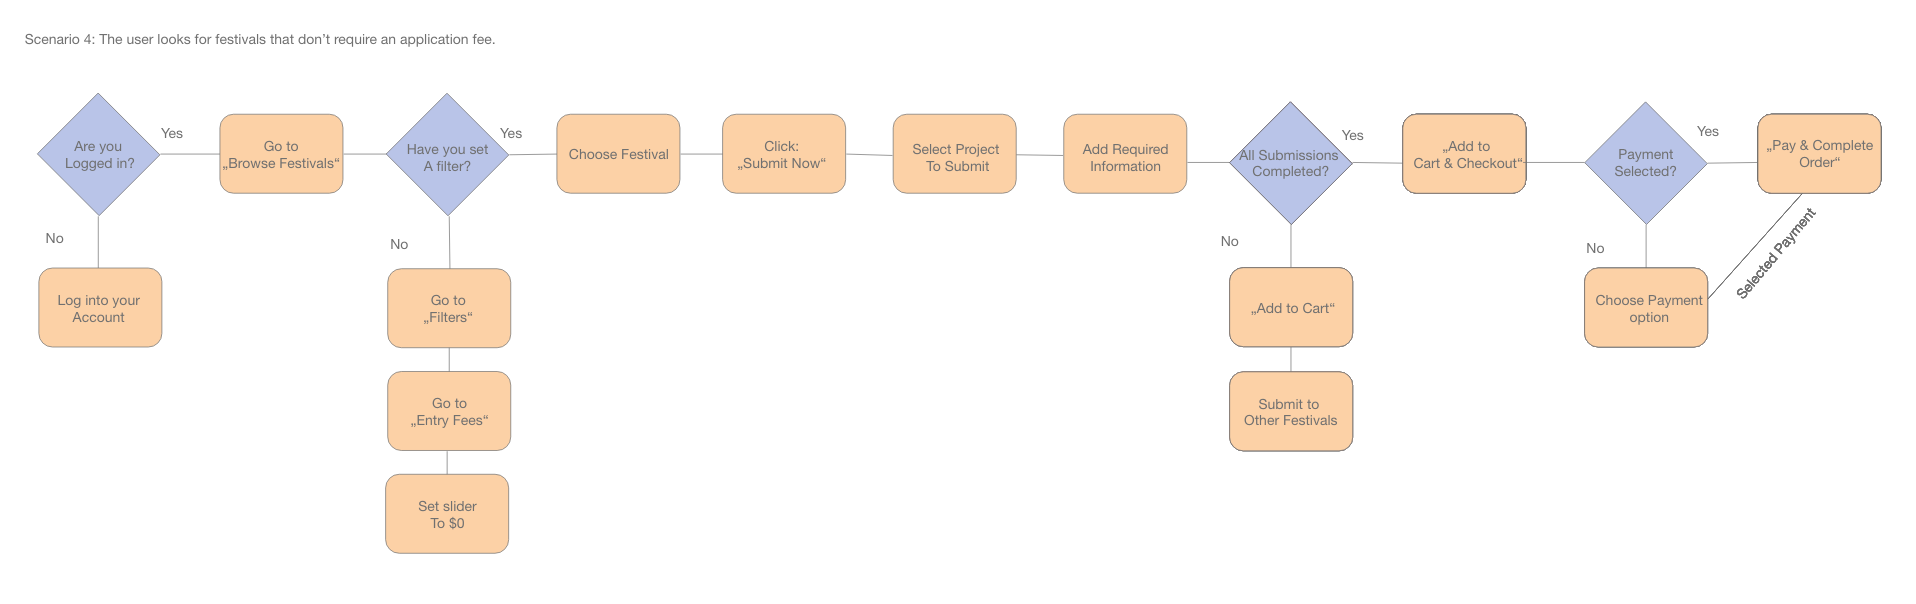 Scenario 4: The user looks for festivals that don’t require an application fee.
Are you
Logged in?
Yes
Go to
„Browse Festivals“
Have you set
A filter?
Yes
Choose Festival
Click:
„Submit Now“
Select Project
To Submit
Add Required
Information
All Submissions
Completed?
Yes
„Add to
Cart & Checkout“
Payment
Selected?
Yes
„Pay & Complete
Order“
No
Log into your
Account
No
Go to
„Filters“
Go to
„Entry Fees“
Set slider
To $0
No
„Add to Cart“
Submit to
Other Festivals
No
Choose Payment
option
Selected Payment